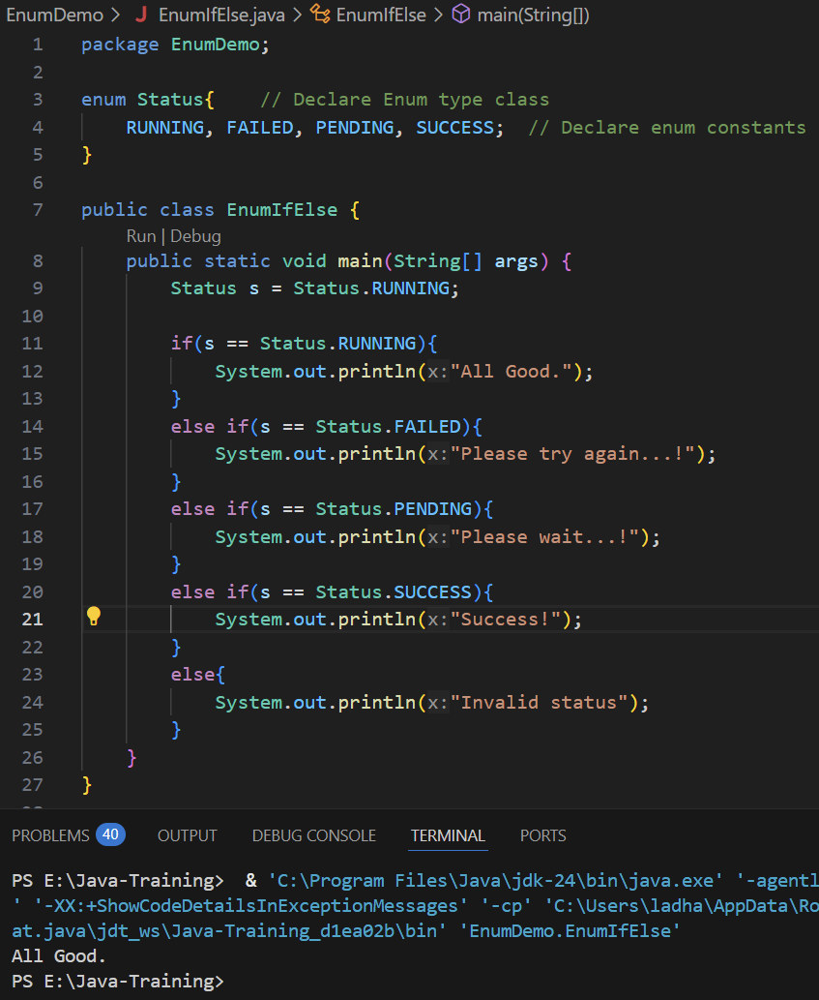 EnumDemo > J EnumIfElse.java > EnumIfElse > main(String[])
1 package EnumDemo;
2
3 enum Status{    // Declare Enum type class
4     RUNNING, FAILED, PENDING, SUCCESS;  // Declare enum constants
5 }
6
7 public class EnumIfElse {
Run | Debug
8     public static void main(String[] args) {
9         Status s = Status.RUNNING;
10
11         if(s == Status.RUNNING){
12             System.out.println(x:"All Good.");
13         }
14         else if(s == Status.FAILED){
15             System.out.println(x:"Please try again...!");
16         }
17         else if(s == Status.PENDING){
18             System.out.println(x:"Please wait...!");
19         }
20         else if(s == Status.SUCCESS){
21             System.out.println(x:"Success!");
22         }
23         else{
24             System.out.println(x:"Invalid status");
25         }
26     }
27 }
PROBLEMS 40 OUTPUT DEBUG CONSOLE TERMINAL PORTS
PS E:\Java-Training>  & 'C:\Program Files\Java\jdk-24\bin\java.exe' '-agentl
' '-XX:+ShowCodeDetailsInExceptionMessages' '-cp' 'C:\Users\ladha\AppData\Ro
at.java\jdt_ws\Java-Training_d1ea02b\bin' 'EnumDemo.EnumIfElse'
All Good.
PS E:\Java-Training>